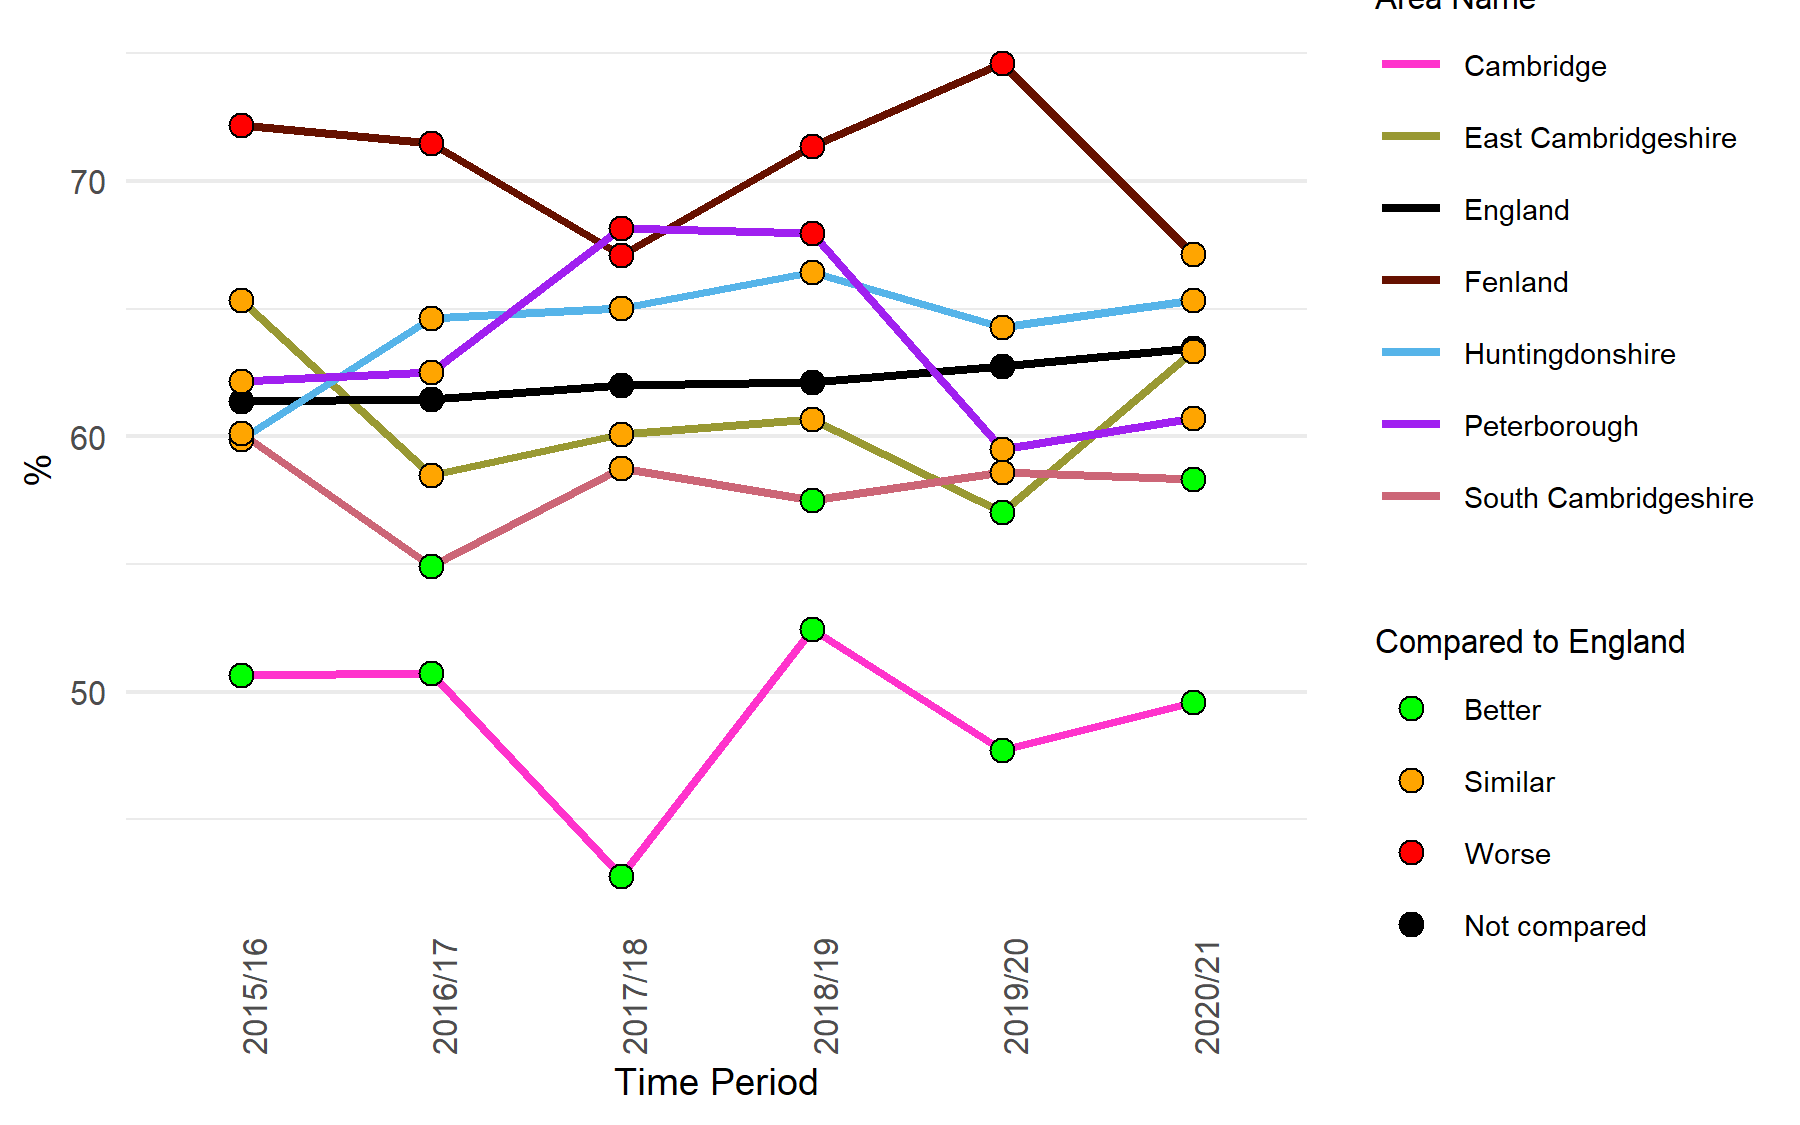 Area Name
Cambridge
East Cambridgeshire
England
Fenland
Huntingdonshire
Peterborough
South Cambridgeshire
Compared to England
Better
Similar
Worse
Not compared
70
60
50
%
2015/16
2016/17
2017/18
2018/19
2019/20
2020/21
Time Period